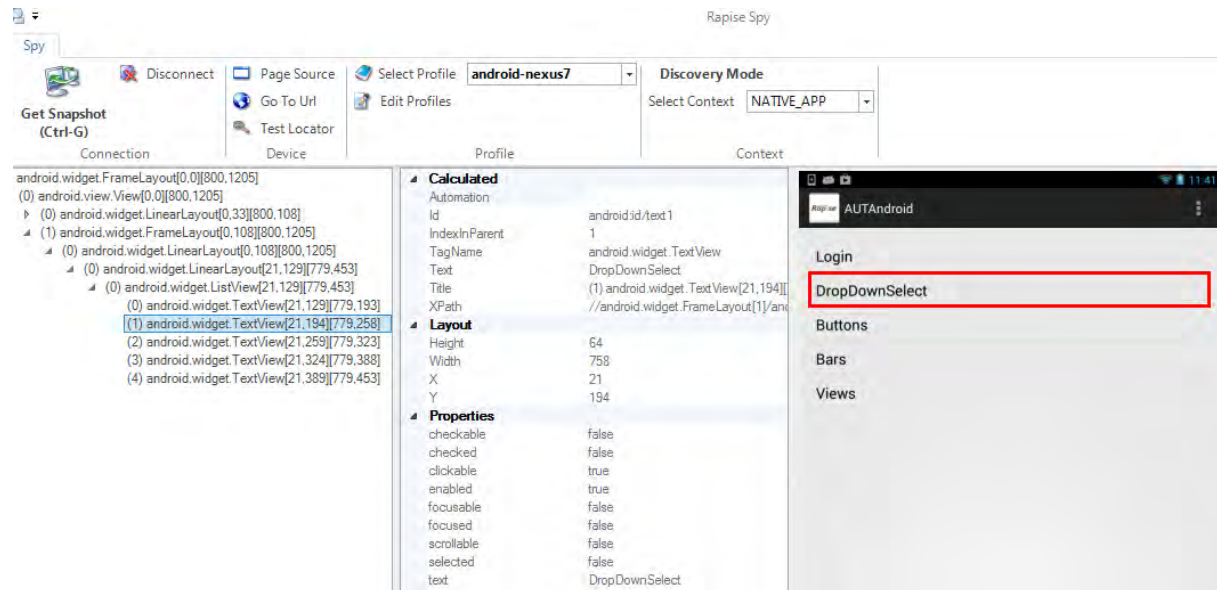 Rapise Spy
Spy
Get Snapshot
(Ctrl-G)
Disconnect
Connection
Page Source
Go To Url
Test Locator
Device
Select Profile android-nexus7
Edit Profiles
Profile
Discovery Mode
Select Context NATIVE_APP
Context
android.widget.FrameLayout[0,0][800,1205]
(0) android.view.View[0,0][800,1205]
(0) android.widget.LinearLayout[0,33][800,108]
(1) android.widget.FrameLayout[0,108][800,1205]
(0) android.widget.LinearLayout[0,108][800,1205]
(0) android.widget.LinearLayout[21,129][779,453]
(0) android.widget.ListView[21,129][779,453]
(0) android.widget.TextView[21,129][779,193]
(1) android.widget.TextView[21,194][779,258]
(2) android.widget.TextView[21,259][779,323]
(3) android.widget.TextView[21,324][779,388]
(4) android.widget.TextView[21,389][779,453]
Calculated
Automation
Id android:id/text1
IndexInParent 1
TagName android.widget.TextView
Text DropDownSelect
Title (1) android.widget.TextView[21,194][
XPath //android.widget.FrameLayout[1]/and
Layout
Height 64
Width 758
X 21
Y 194
Properties
checkable false
checked false
clickable true
enabled true
focusable false
focused false
scrollable false
selected false
text DropDownSelect
11:41
Rapise AUTAndroid
Login
DropDownSelect
Buttons
Bars
Views